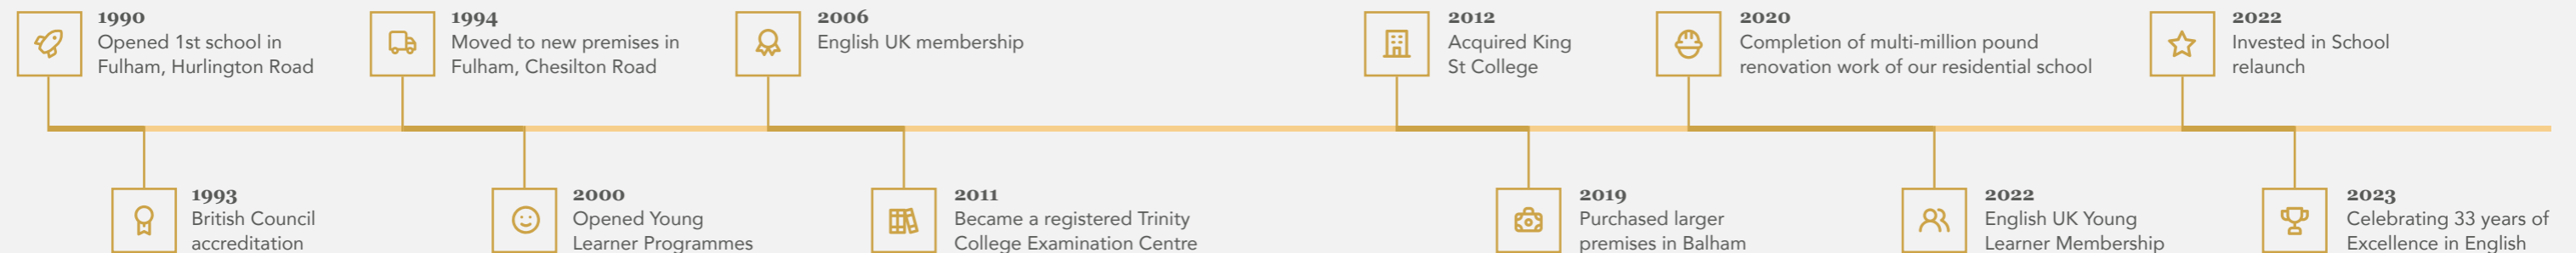 1990
Opened 1st school in
Fulham, Hurlington Road
1993
British Council
accreditation
1994
Moved to new premises in
Fulham, Chesilton Road
2000
Opened Young
Learner Programmes
2006
English UK membership
2011
Became a registered Trinity
College Examination Centre
2012
Acquired King
St College
2019
Purchased larger
premises in Balham
2020
Completion of multi-million pound
renovation work of our residential school
2022
English UK Young
Learner Membership
2022
Invested in School
relaunch
2023
Celebrating 33 years of
Excellence in English